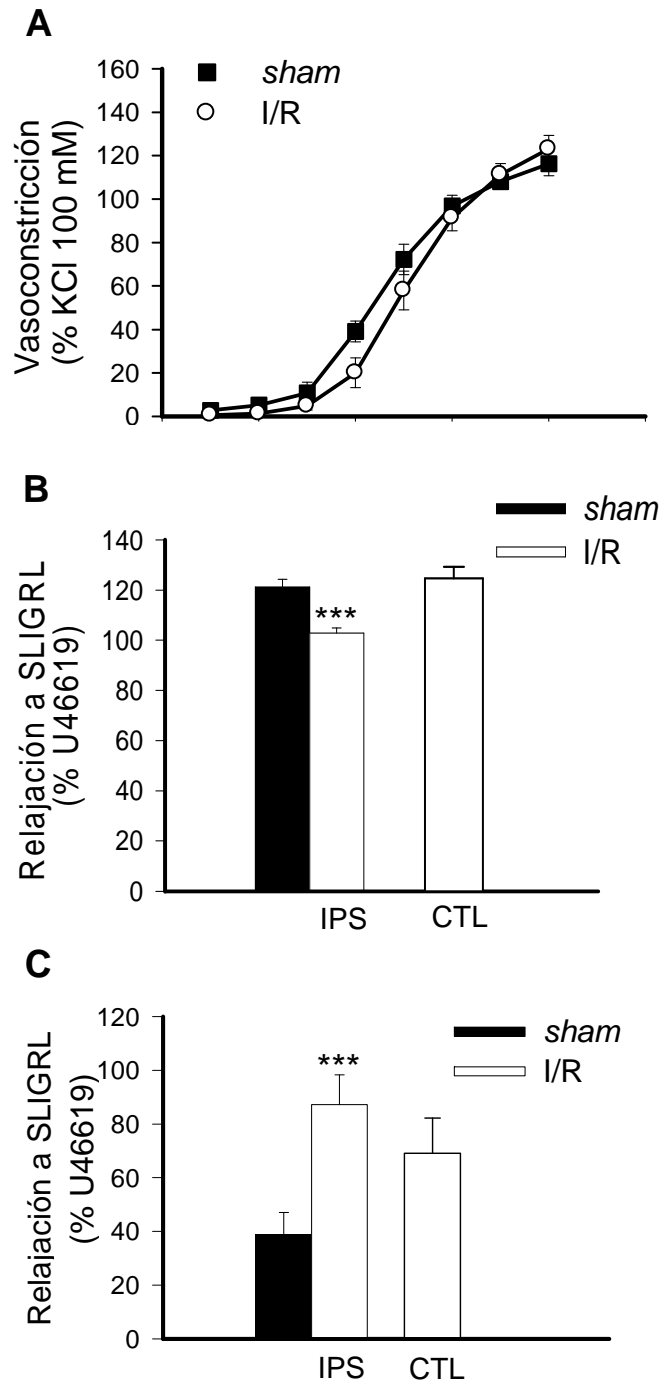 A
160
140
120
100
80
60
40
20
0
Vasoconstricción
(% KCl 100 mM)
sham
I/R
B
sham
I/R
140
120
100
80
60
40
20
0
Relajación a SLIGRL
(% U46619)
***
IPS
CTL
C
120
100
80
60
40
20
0
Relajación a SLIGRL
(% U46619)
sham
I/R
***
IPS
CTL